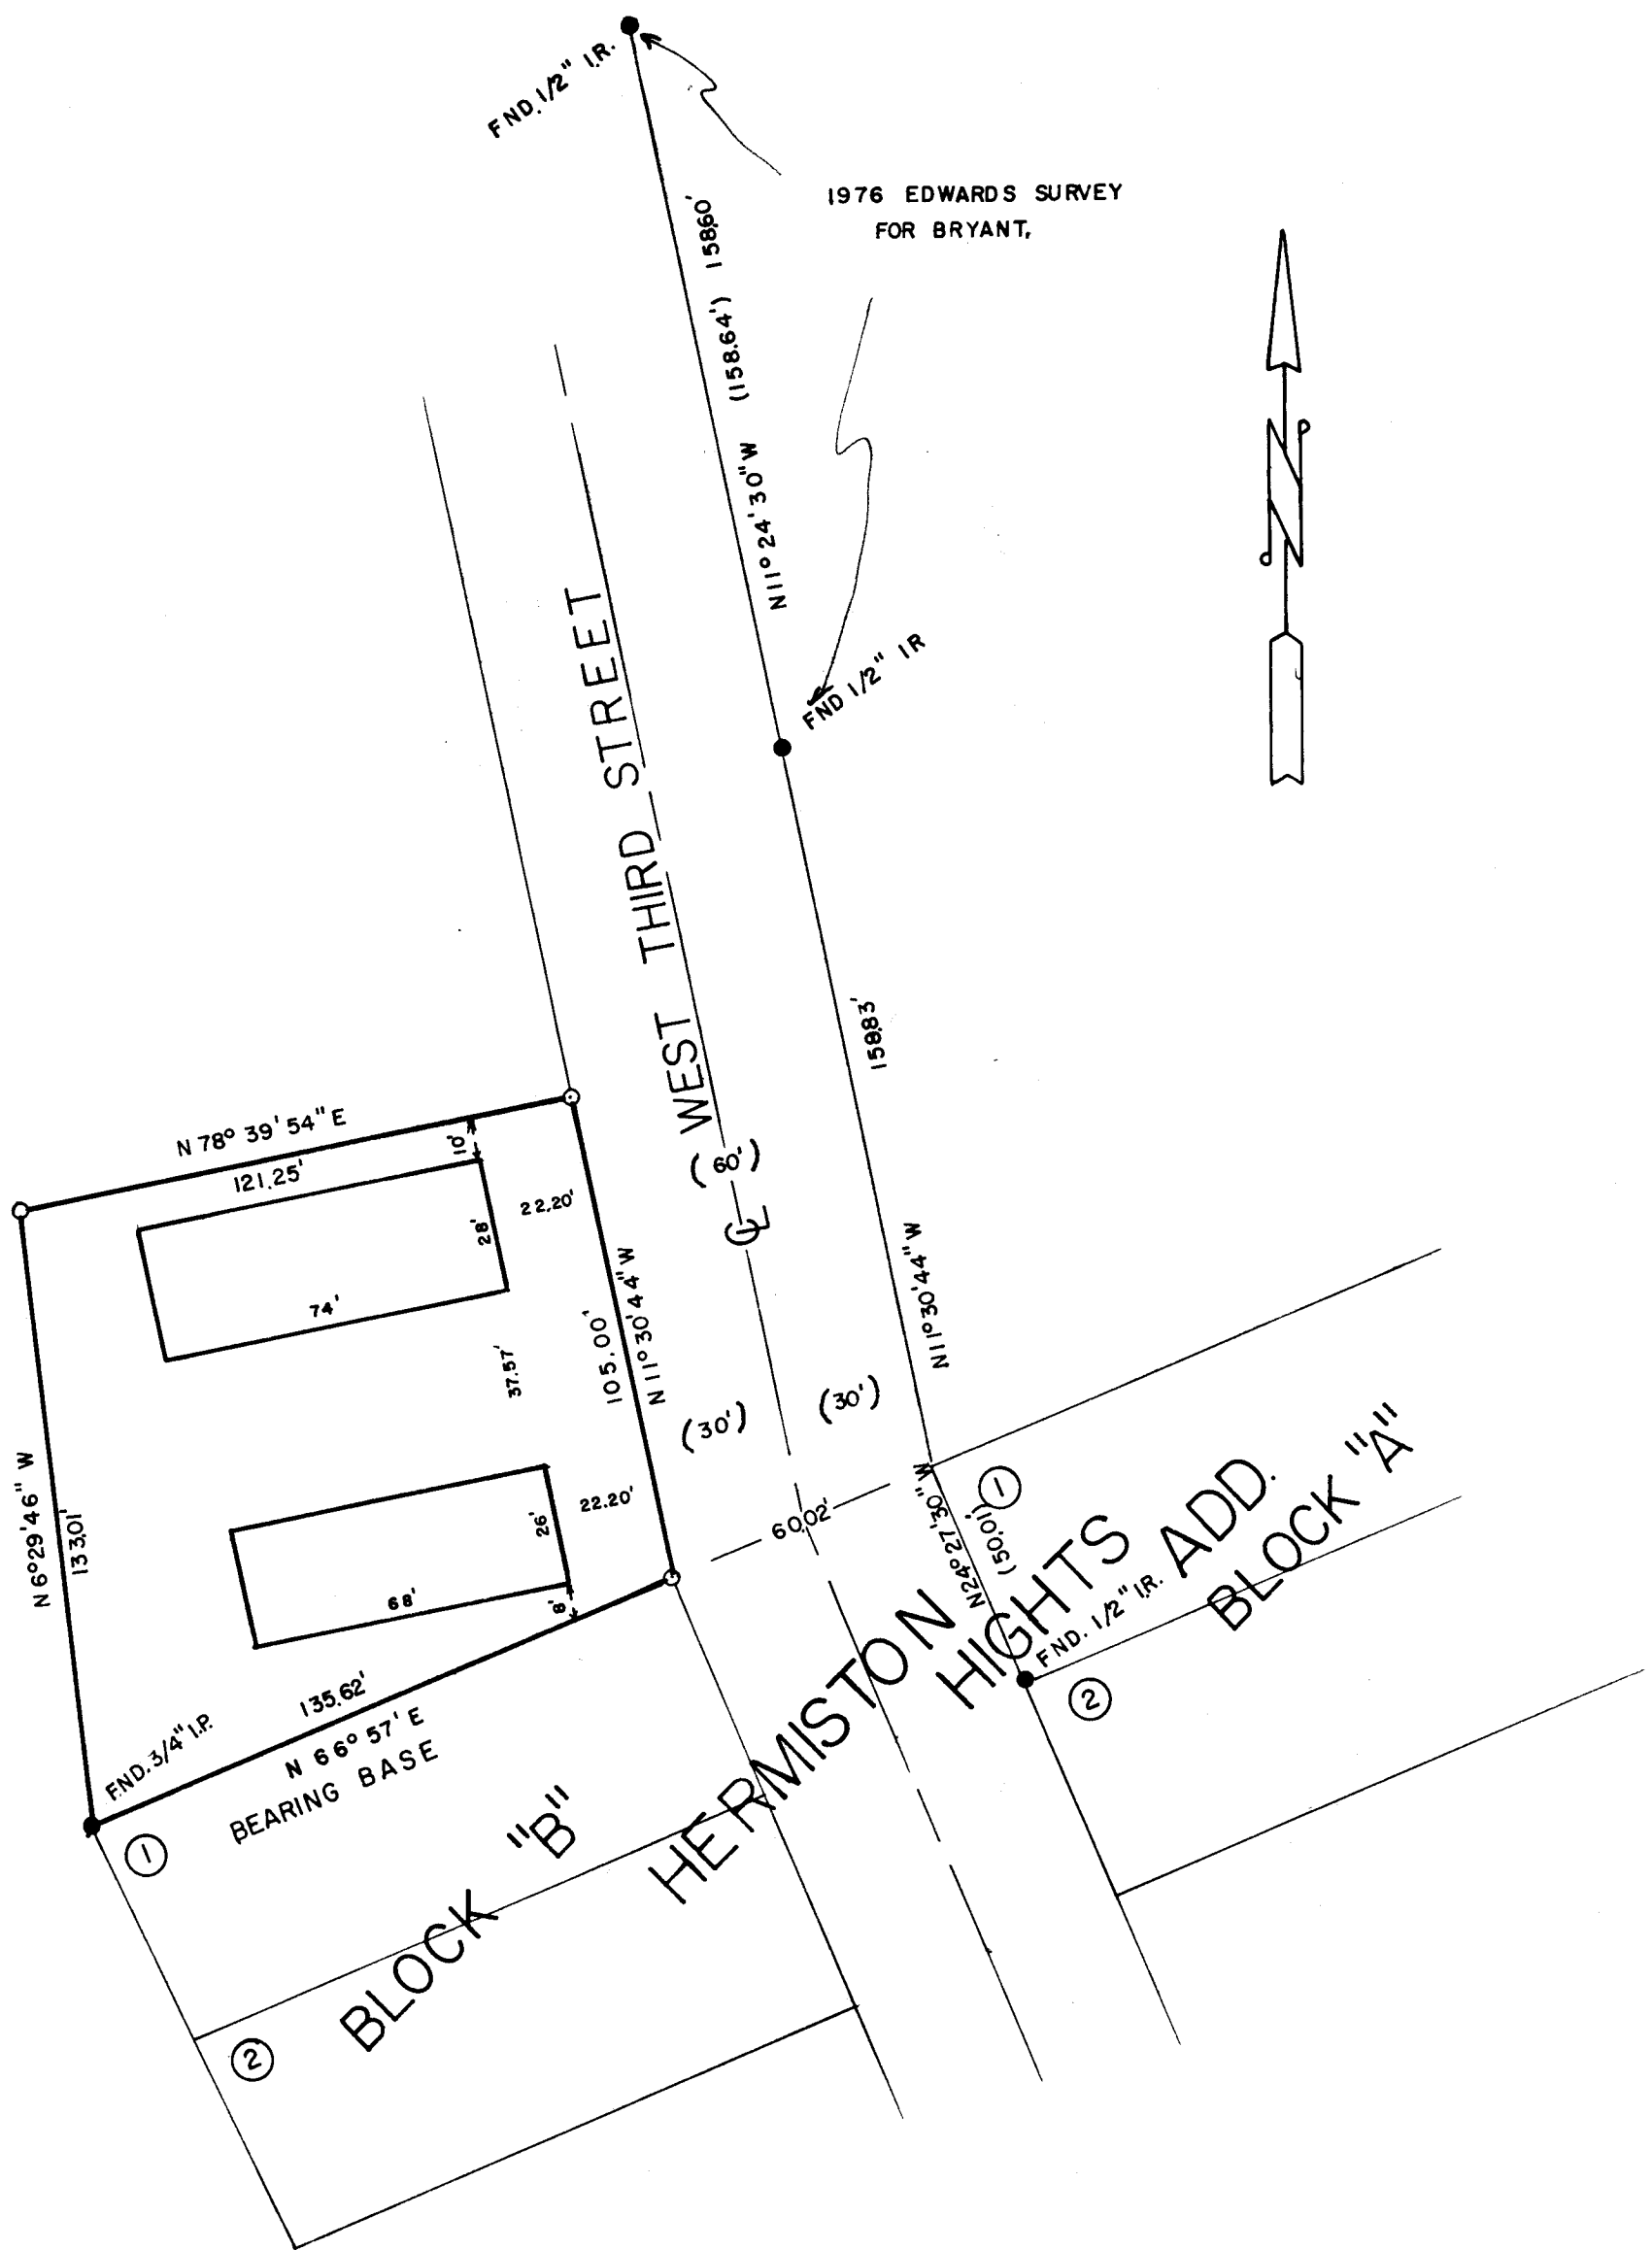 FND. 1/2" I.R.
1976 EDWARDS SURVEY
FOR BRYANT,
N11° 24' 30" W (158.64') 158.60'
FND 1/2" IR
WEST THIRD STREET
(60')
℄
158.83'
N11°30'44" W
N 78° 39' 54" E
121.25'
10'
22.20'
28'
74'
105.00'
N 11° 30' 44" W
37.57'
(30')
(30')
N 6° 29' 46" W
133.01'
26'
22.20'
68'
8'
60.02'
N24° 27' 30" W
(50.01')
1
FND. 1/2" I.R.
2
BLOCK "A"
HERMISTON HIGHTS ADD.
135.62'
FND. 3/4" I.P.
N 66° 57' E
BEARING BASE
1
BLOCK "B"
2